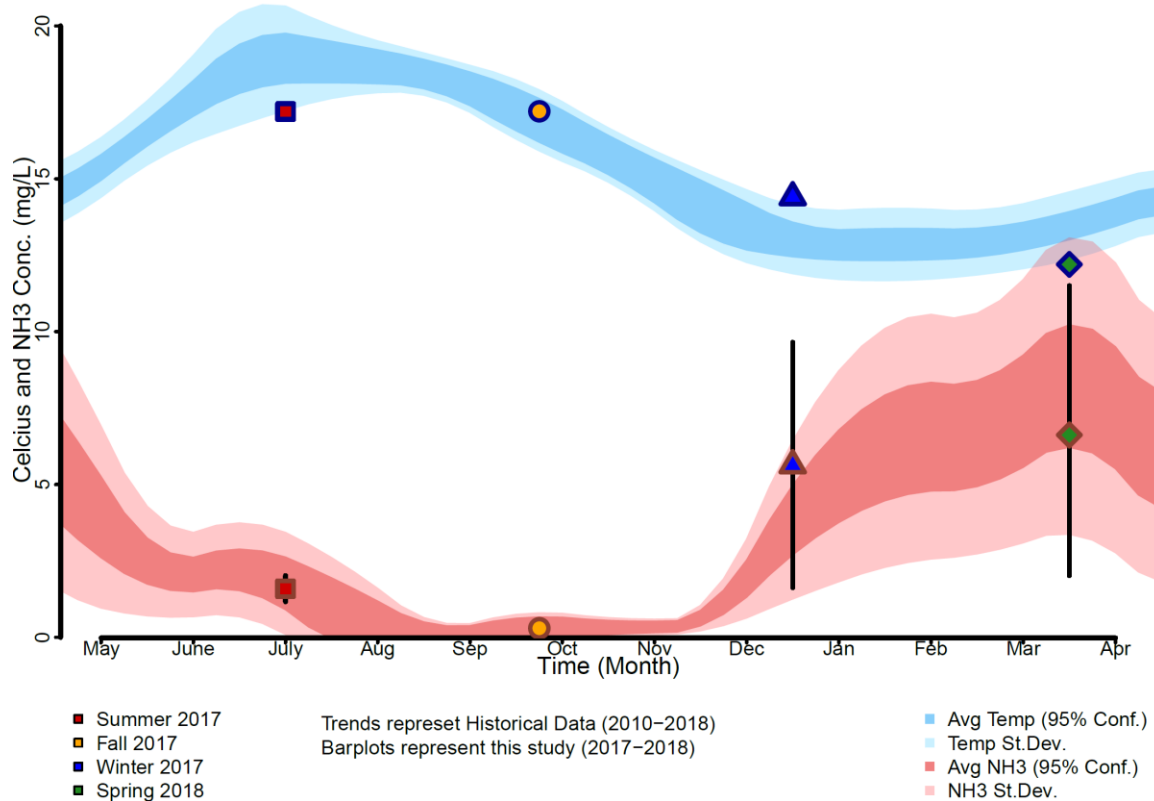 20
15
10
5
0
Celcius and NH3 Conc. (mg/L)
May June July Aug Sep Oct Nov Dec Jan Feb Mar Apr
Time (Month)
Summer 2017
Fall 2017
Winter 2017
Spring 2018
Trends represet Historical Data (2010−2018)
Barplots represent this study (2017−2018)
Avg Temp (95% Conf.)
Temp St.Dev.
Avg NH3 (95% Conf.)
NH3 St.Dev.